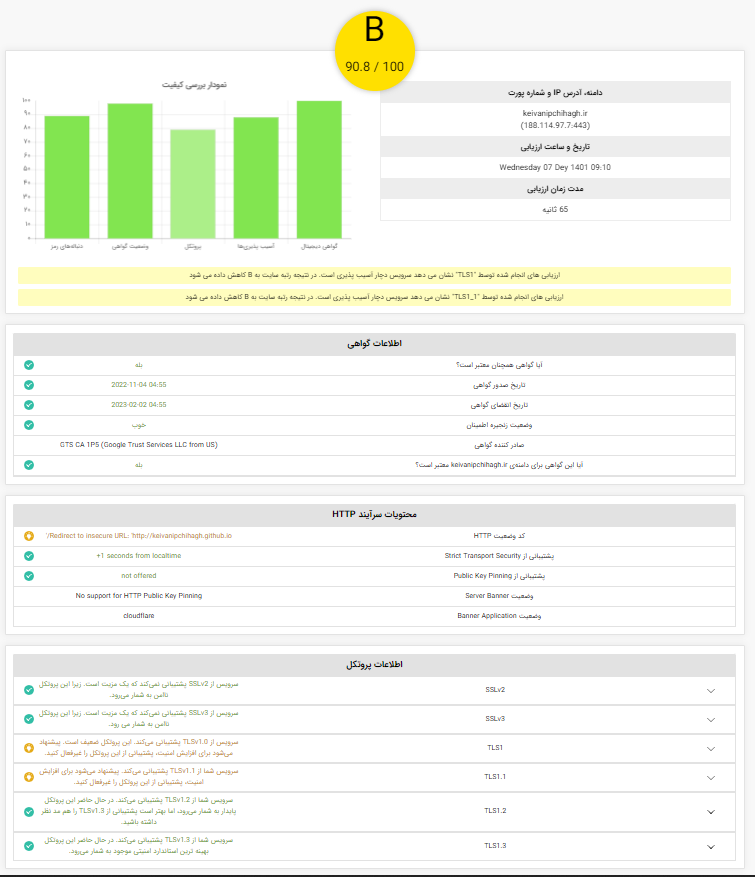 B
90.8 / 100
نمودار بررسی کیفیت
۱۰۰
۹۰
۸۰
۷۰
۶۰
۵۰
۴۰
۳۰
۲۰
۱۰
۰
گواهی دیجیتال
آسیب پذیری‌ها
پروتکل
وضعیت گواهی
دنباله‌های رمز
دامنه، آدرس IP و شماره پورت
keivanipchihagh.ir
(188.114.97.7:443)
تاریخ و ساعت ارزیابی
Wednesday 07 Dey 1401 09:10
مدت زمان ارزیابی
65 ثانیه
ارزیابی های انجام شده توسط "TLS1" نشان می دهد سرویس دچار آسیب پذیری است. در نتیجه رتبه سایت به B کاهش داده می شود
ارزیابی های انجام شده توسط "TLS1_1" نشان می دهد سرویس دچار آسیب پذیری است. در نتیجه رتبه سایت به B کاهش داده می شود
اطلاعات گواهی
آیا گواهی همچنان معتبر است؟ بله
تاریخ صدور گواهی 2022-11-04 04:55
تاریخ انقضای گواهی 2023-02-02 04:55
وضعیت زنجیره اطمینان خوب
صادر کننده گواهی GTS CA 1P5 (Google Trust Services LLC from US)
آیا این گواهی برای دامنه‌ی keivanipchihagh.ir معتبر است؟ بله
محتویات سرآیند HTTP
کد وضعیت HTTP Redirect to insecure URL: 'http://keivanipchihagh.github.io/'
پشتیبانی از Strict Transport Security +1 seconds from localtime
پشتیبانی از Public Key Pinning not offered
وضعیت Server Banner No support for HTTP Public Key Pinning
وضعیت Banner Application cloudflare
اطلاعات پروتکل
SSLv2 سرویس از SSLv2 پشتیبانی نمی‌کند که یک مزیت است، زیرا این پروتکل
ناامن به شمار می‌رود.
SSLv3 سرویس از SSLv3 پشتیبانی نمی‌کند که یک مزیت است. زیرا این پروتکل
ناامن به شمار می رود.
TLS1 سرویس از TLSv1.0 پشتیبانی می‌کند. این پروتکل ضعیف است. پیشنهاد
می‌شود برای افزایش امنیت، پشتیبانی از این پروتکل را غیرفعال کنید.
TLS1.1 سرویس شما از TLSv1.1 پشتیبانی می‌کند. پیشنهاد می‌شود برای افزایش
امنیت، پشتیبانی از این پروتکل را غیرفعال کنید.
TLS1.2 سرویس شما از TLSv1.2 پشتیبانی می‌کند. در حال حاضر این پروتکل
پایدار به شمار می‌رود، اما بهتر است پشتیبانی از TLSv1.3 را هم مد نظر
داشته باشید.
TLS1.3 سرویس شما از TLSv1.3 پشتیبانی می‌کند. در حال حاضر این پروتکل
بهینه ترین استاندارد امنیتی موجود به شمار می‌رود.